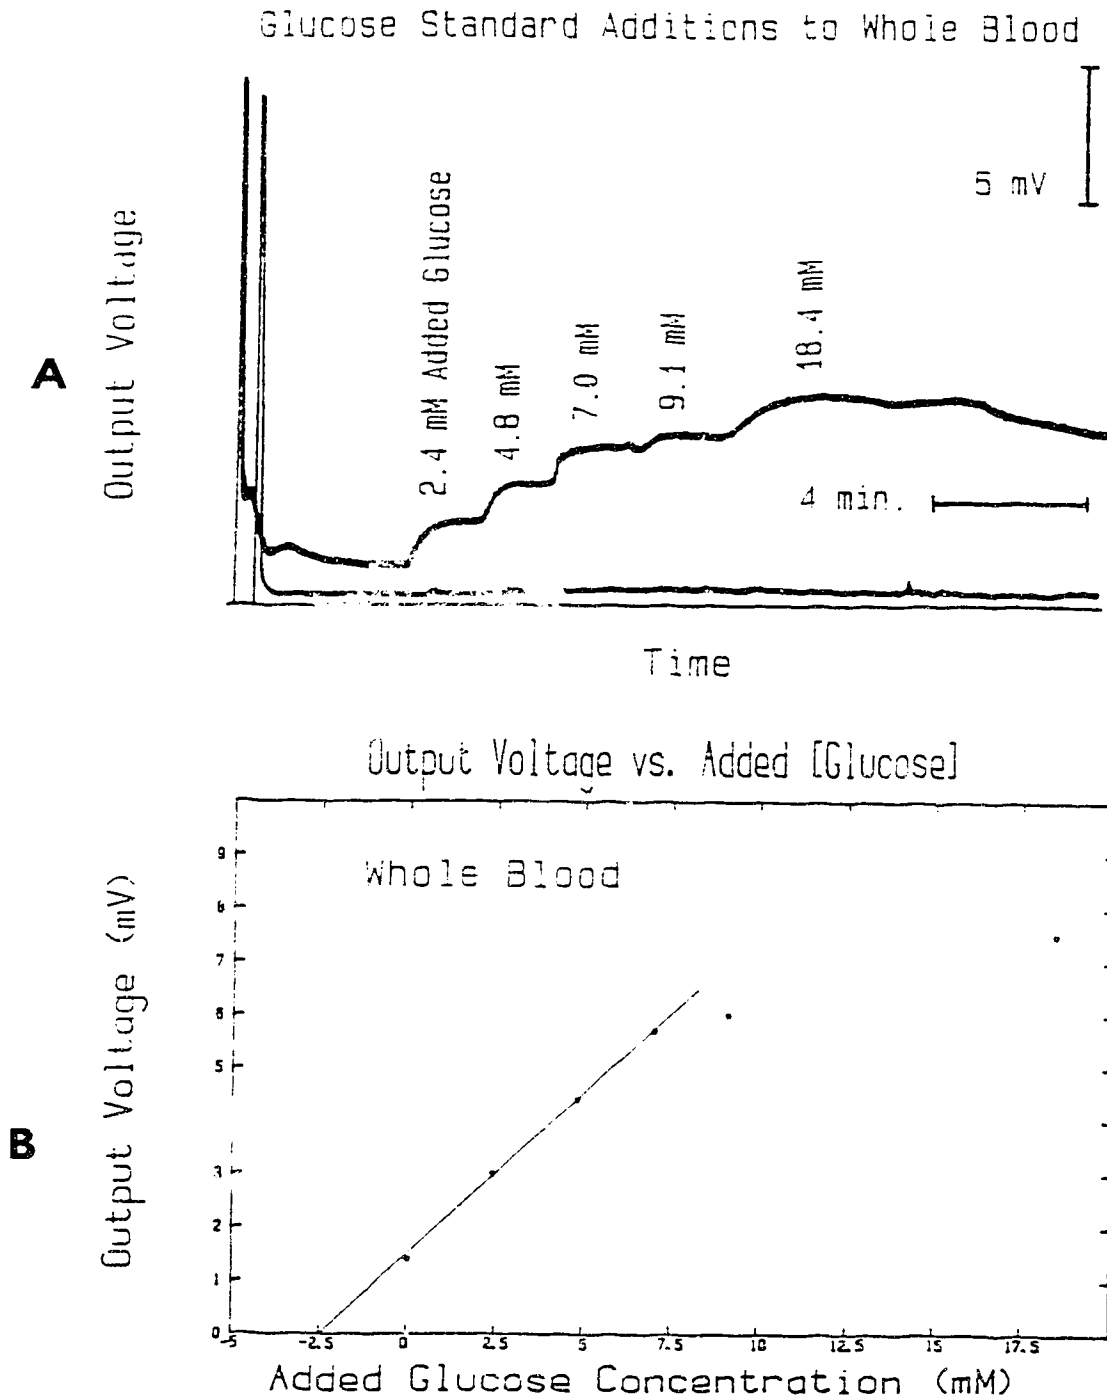 Glucose Standard Additions to Whole Blood
5 mV
Output Voltage
A
2.4 mM Added Glucose
4.8 mM
7.0 mM
9.1 mM
18.4 mM
4 min.
Time
Output Voltage vs. Added [Glucose]
Whole Blood
Output Voltage (mV)
B
9
8
7
6
5
3
2
1
0
-5 -2.5 0 2.5 5 7.5 10 12.5 15 17.5
Added Glucose Concentration (mM)